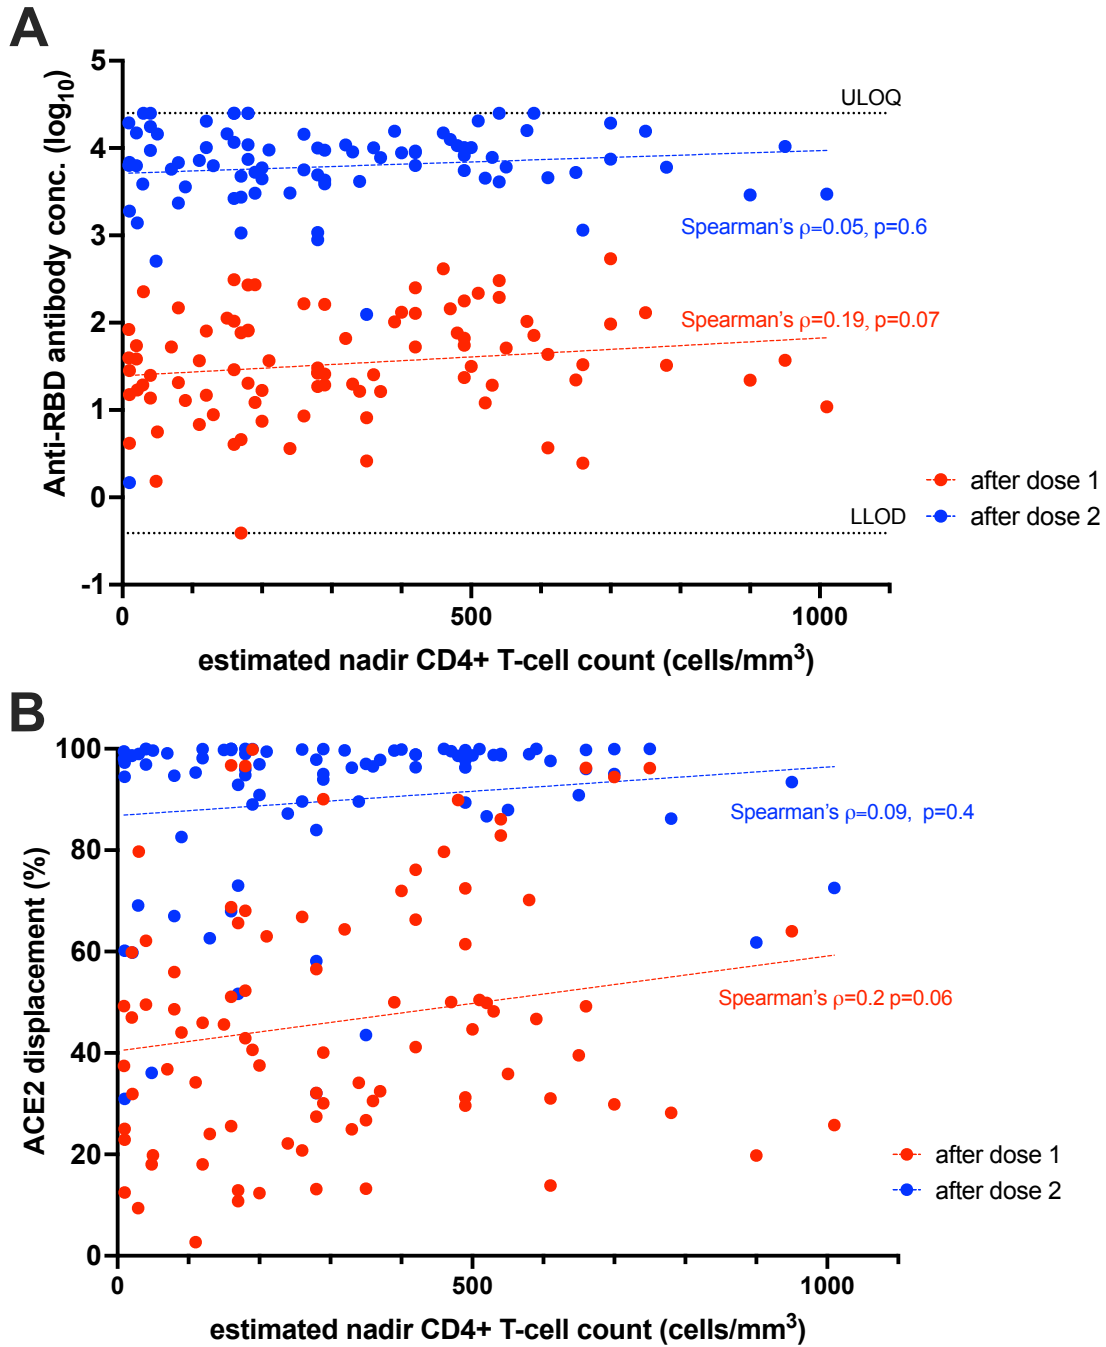 A
Anti-RBD antibody conc. (log10)
5
4
3
2
1
0
-1
ULOQ
Spearman's ρ=0.05, p=0.6
Spearman's ρ=0.19, p=0.07
LLOD
after dose 1
after dose 2
0 500 1000
estimated nadir CD4+ T-cell count (cells/mm3)
B
ACE2 displacement (%)
100
80
60
40
20
0
Spearman's ρ=0.09, p=0.4
Spearman's ρ=0.2 p=0.06
after dose 1
after dose 2
0 500 1000
estimated nadir CD4+ T-cell count (cells/mm3)